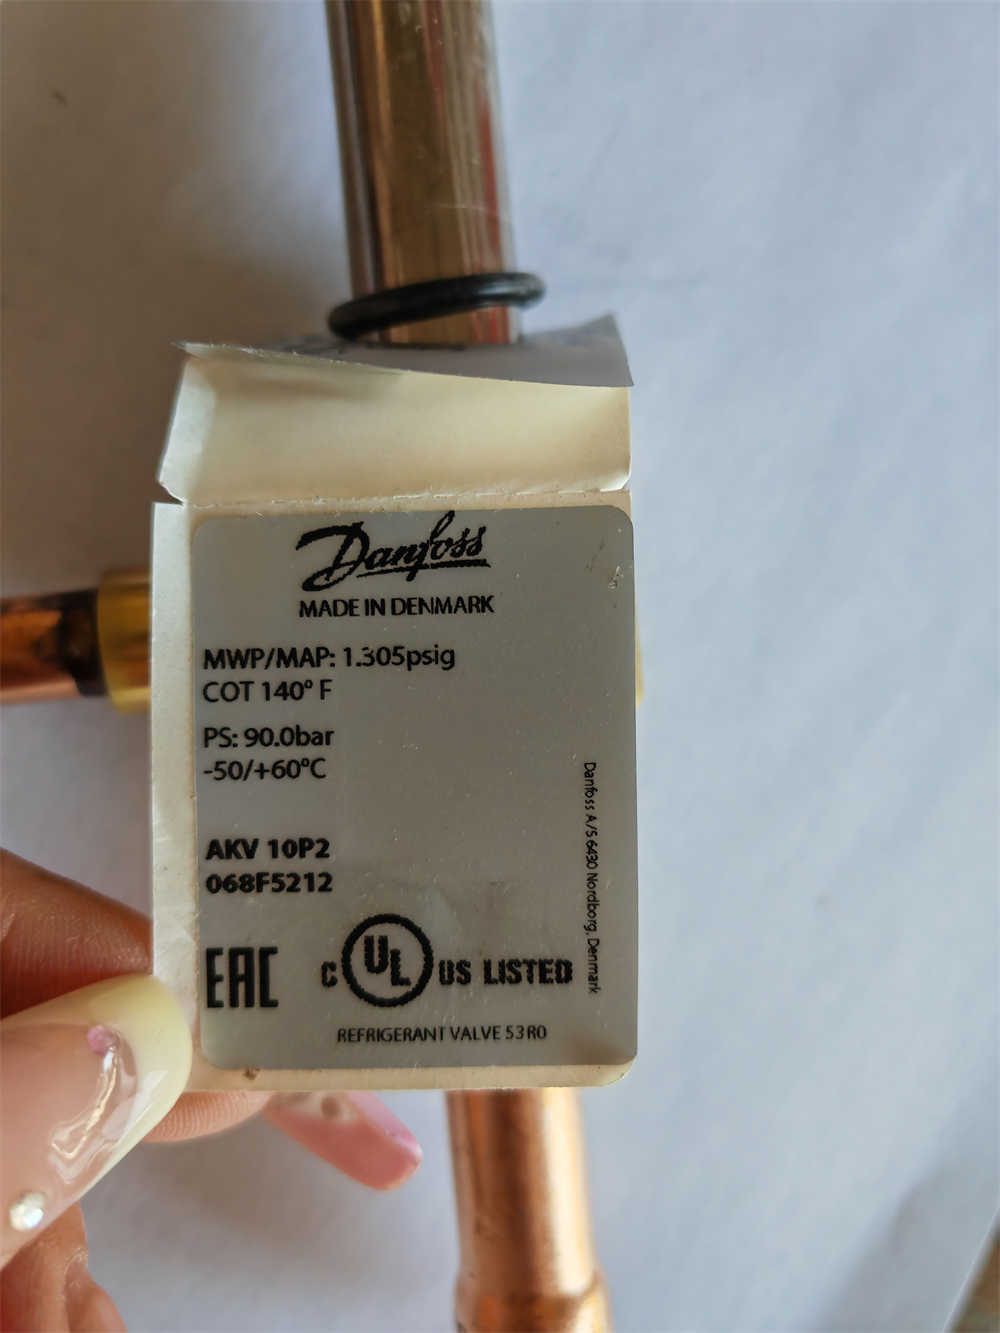 Danfoss
MADE IN DENMARK
MWP/MAP: 1.305psig
COT 140° F
PS: 90.0bar
-50/+60°C
AKV 10P2
068F5212
EAC
C UL US LISTED
REFRIGERANT VALVE 53R0
Danfoss A/S 6430 Nordborg, Denmark